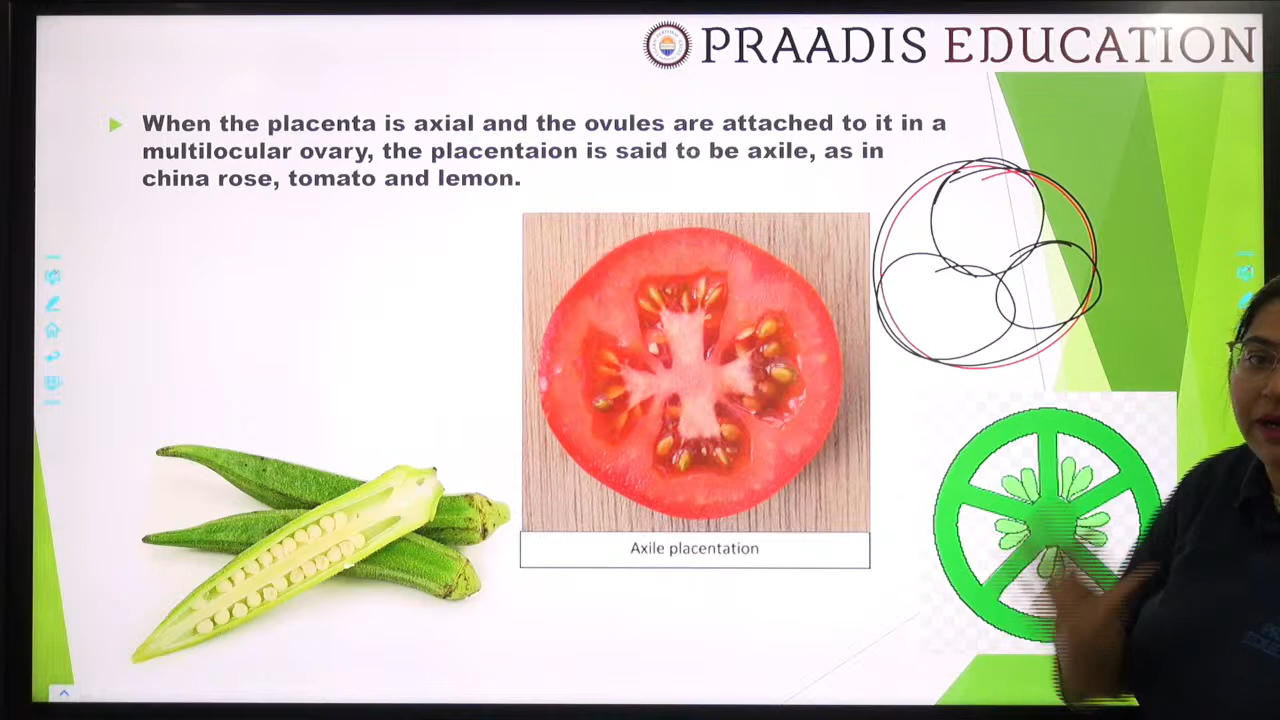 PRAADIS EDUCATION
When the placenta is axial and the ovules are attached to it in a
multilocular ovary, the placentaion is said to be axile, as in
china rose, tomato and lemon.
Axile placentation